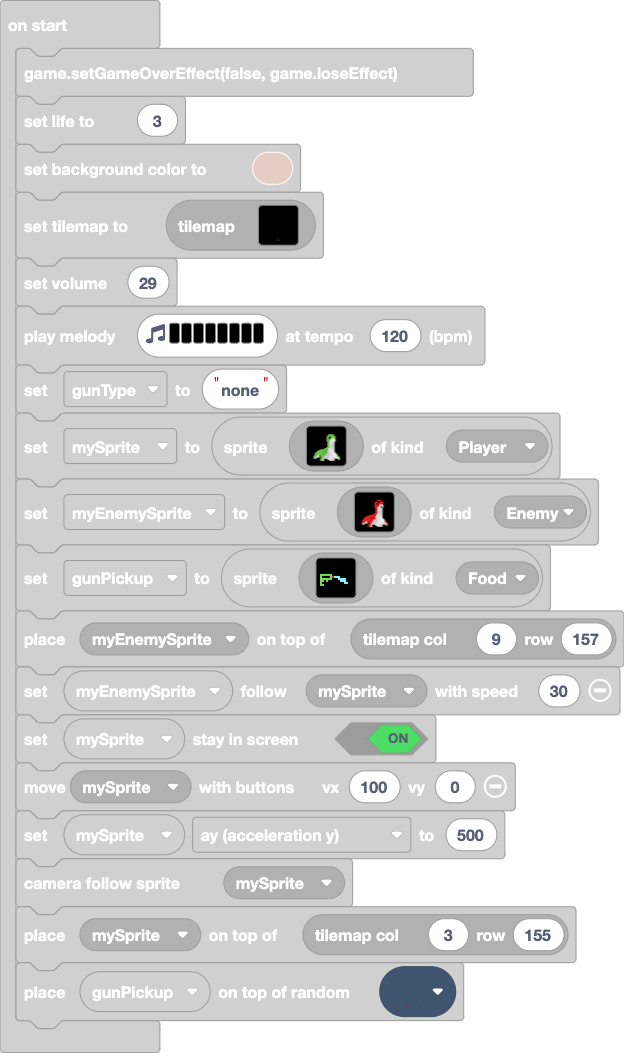 on start
game.setGameOverEffect(false, game.loseEffect)
set life to 3
set background color to
set tilemap to tilemap
set volume 29
play melody at tempo 120 (bpm)
set gunType to "none"
set mySprite to sprite of kind Player
set myEnemySprite to sprite of kind Enemy
set gunPickup to sprite of kind Food
place myEnemySprite on top of tilemap col 9 row 157
set myEnemySprite follow mySprite with speed 30
set mySprite stay in screen ON
move mySprite with buttons vx 100 vy 0
set mySprite ay (acceleration y) to 500
camera follow sprite mySprite
place mySprite on top of tilemap col 3 row 155
place gunPickup on top of random